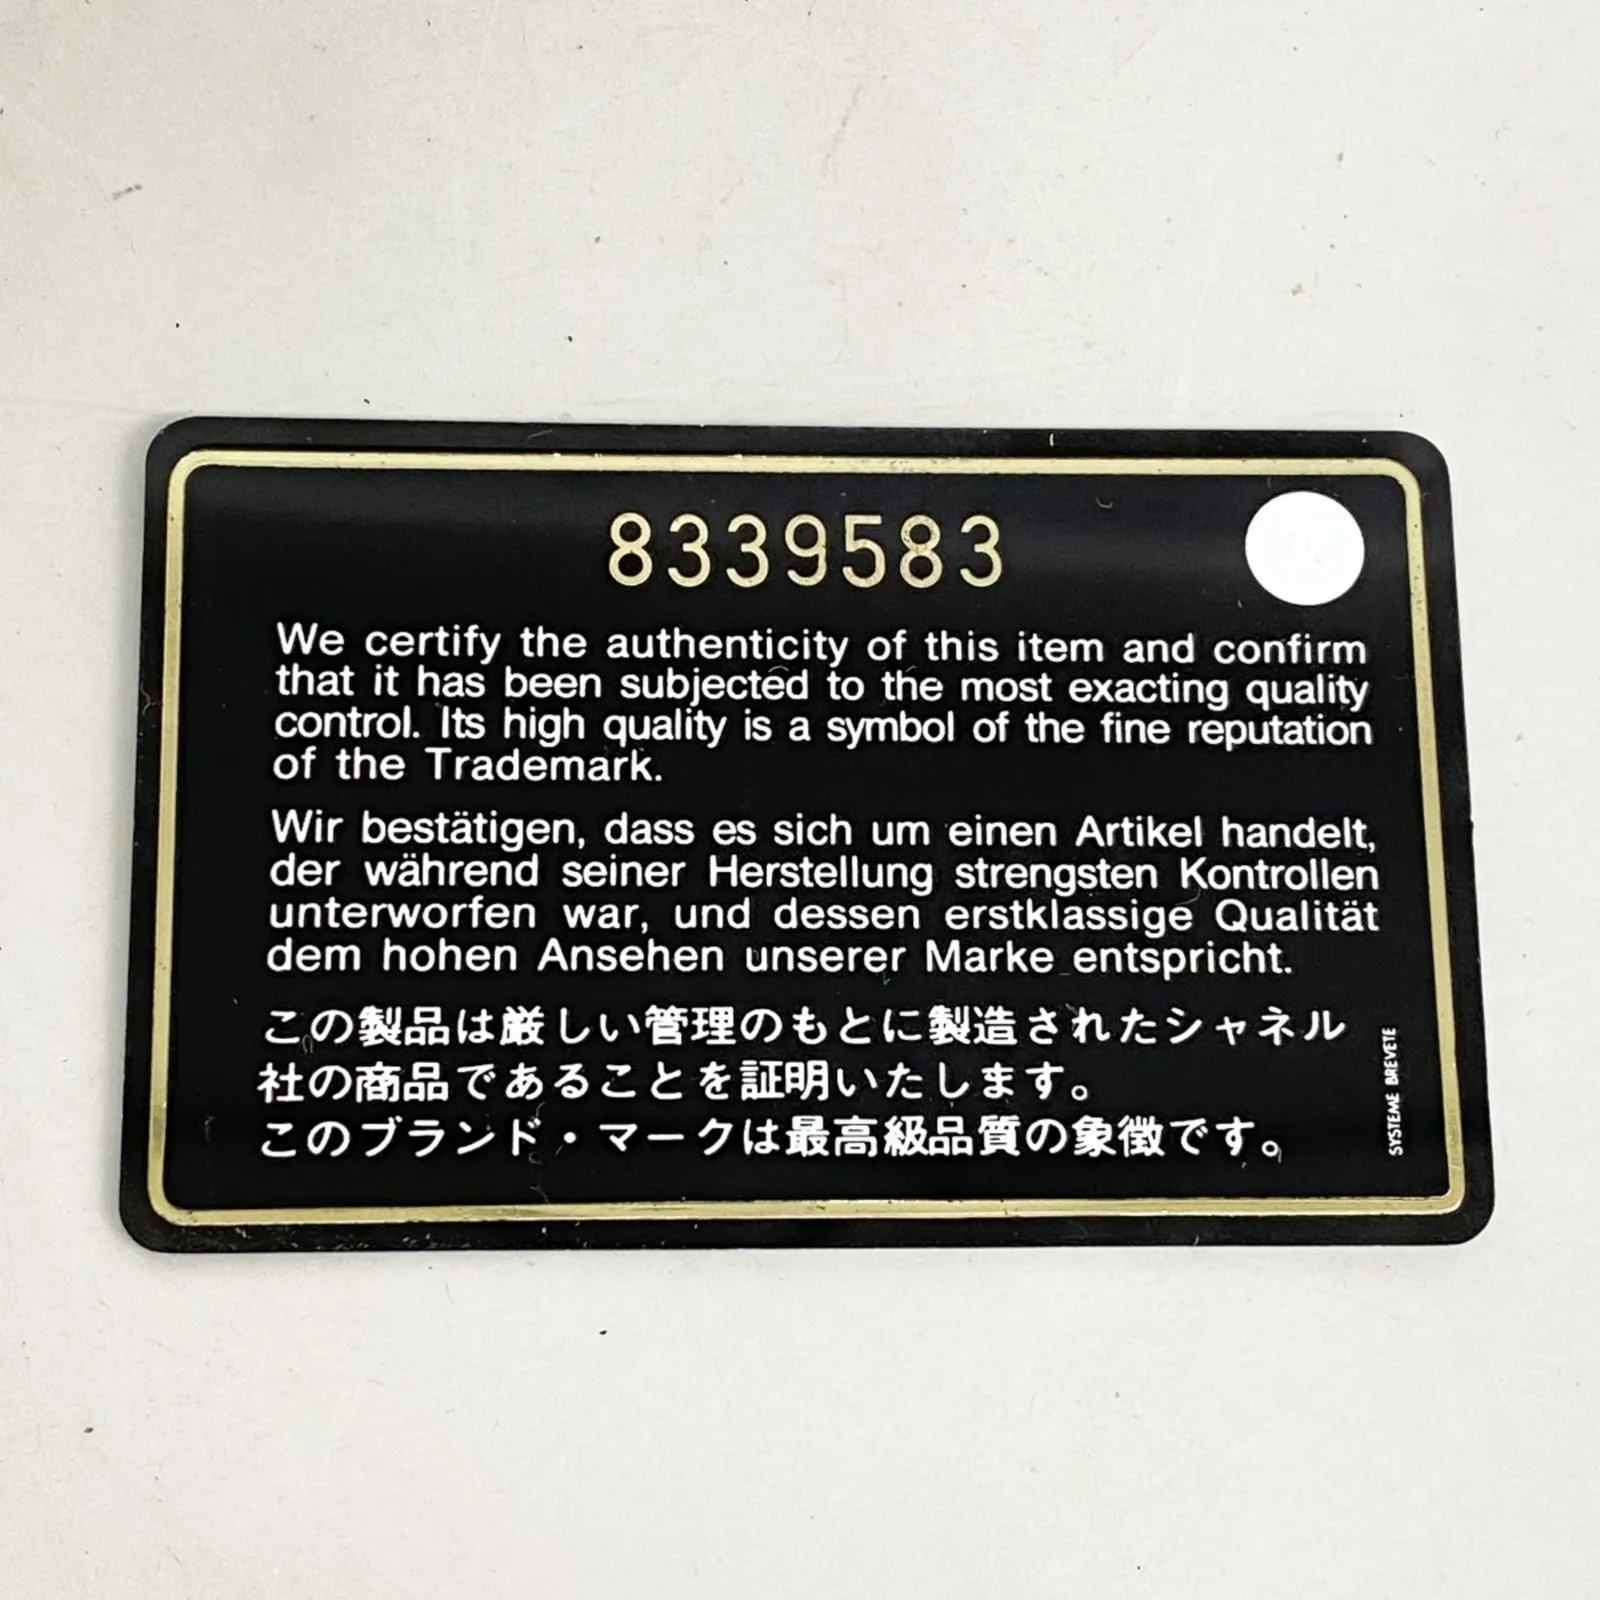 8339583
We certify the authenticity of this item and confirm
that it has been subjected to the most exacting quality
control. Its high quality is a symbol of the fine reputation
of the Trademark.
Wir bestätigen, dass es sich um einen Artikel handelt,
der während seiner Herstellung strengsten Kontrollen
unterworfen war, und dessen erstklassige Qualität
dem hohen Ansehen unserer Marke entspricht.
この製品は厳しい管理のもとに製造されたシャネル
社の商品であることを証明いたします。
このブランド・マークは最高級品質の象徴です。
SYSTEME BREVETE